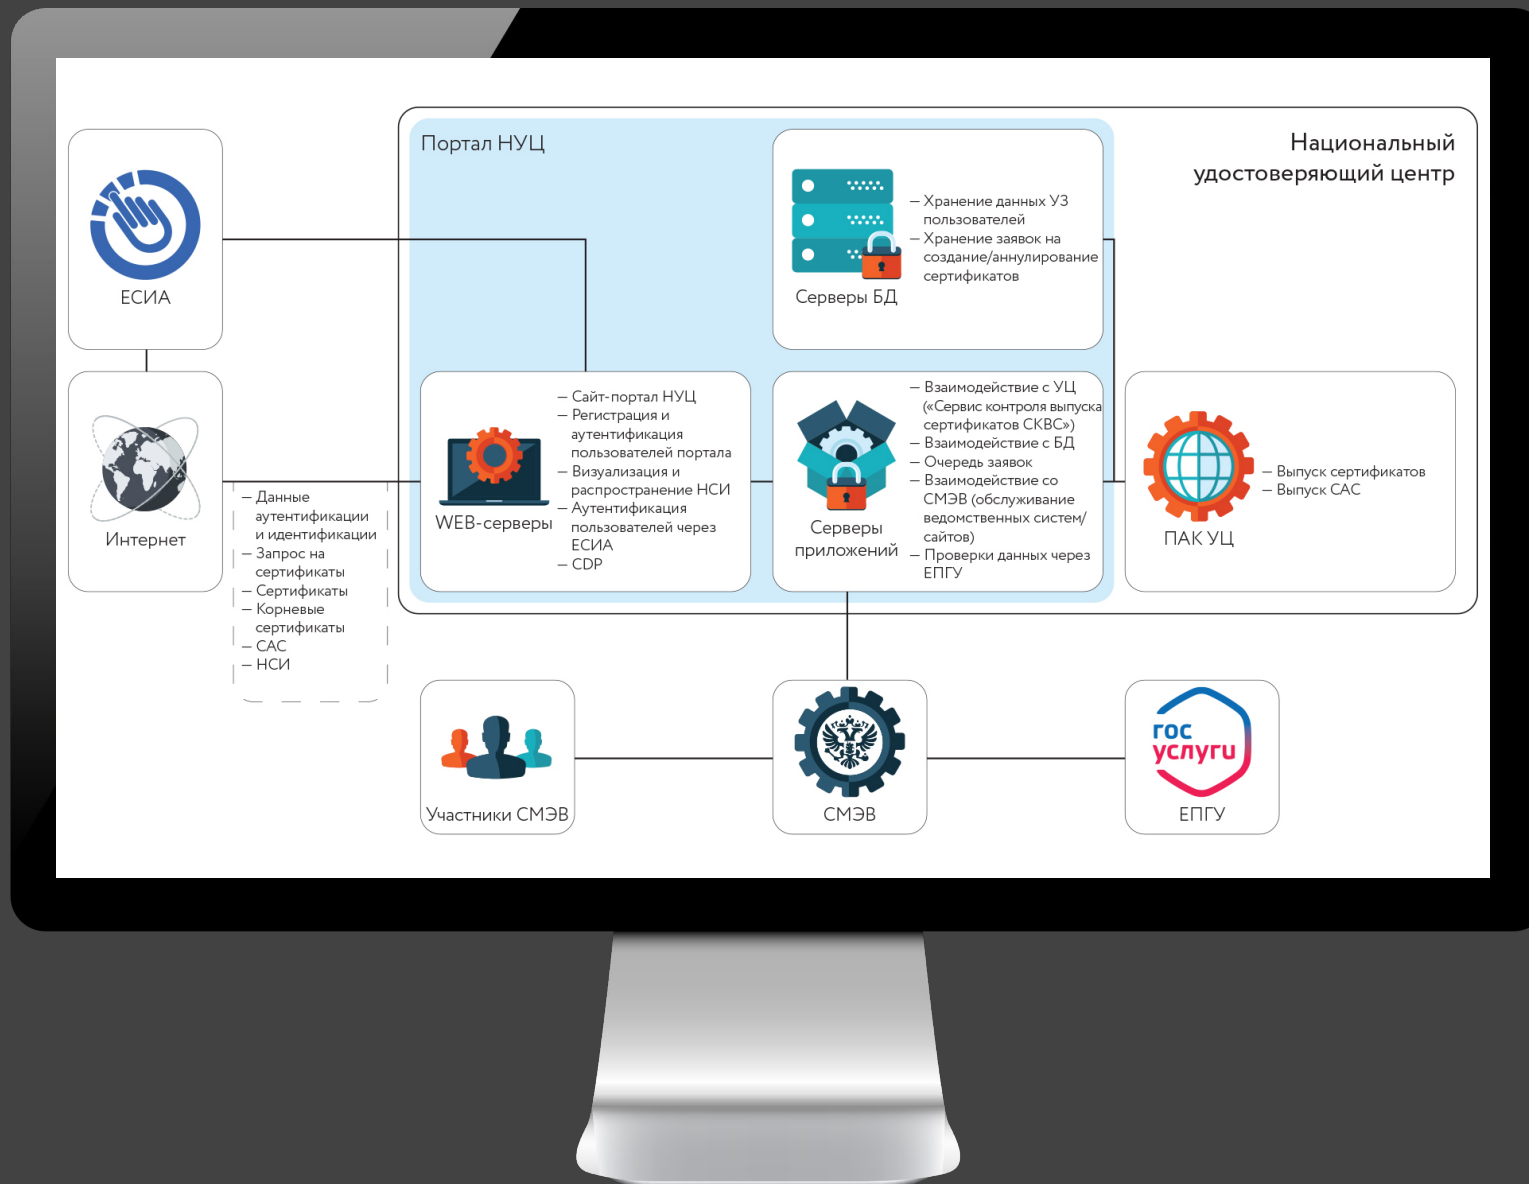 Портал НУЦ
Национальный
удостоверяющий центр
ЕСИА
Серверы БД
— Хранение данных УЗ
пользователей
— Хранение заявок на
создание/аннулирование
сертификатов
Интернет
— Данные
аутентификации
и идентификации
— Запрос на
сертификаты
— Сертификаты
— Корневые
сертификаты
— САС
— НСИ
WEB-серверы
— Сайт-портал НУЦ
— Регистрация и
аутентификация
пользователей портала
— Визуализация и
распространение НСИ
— Аутентификация
пользователей через
ЕСИА
— CDP
Серверы
приложений
— Взаимодействие с УЦ
(«Сервис контроля выпуска
сертификатов СКВС»)
— Взаимодействие с БД
— Очередь заявок
— Взаимодействие со
СМЭВ (обслуживание
ведомственных систем/
сайтов)
— Проверки данных через
ЕПГУ
ПАК УЦ
— Выпуск сертификатов
— Выпуск САС
Участники СМЭВ
СМЭВ
гос
услуги
ЕПГУ